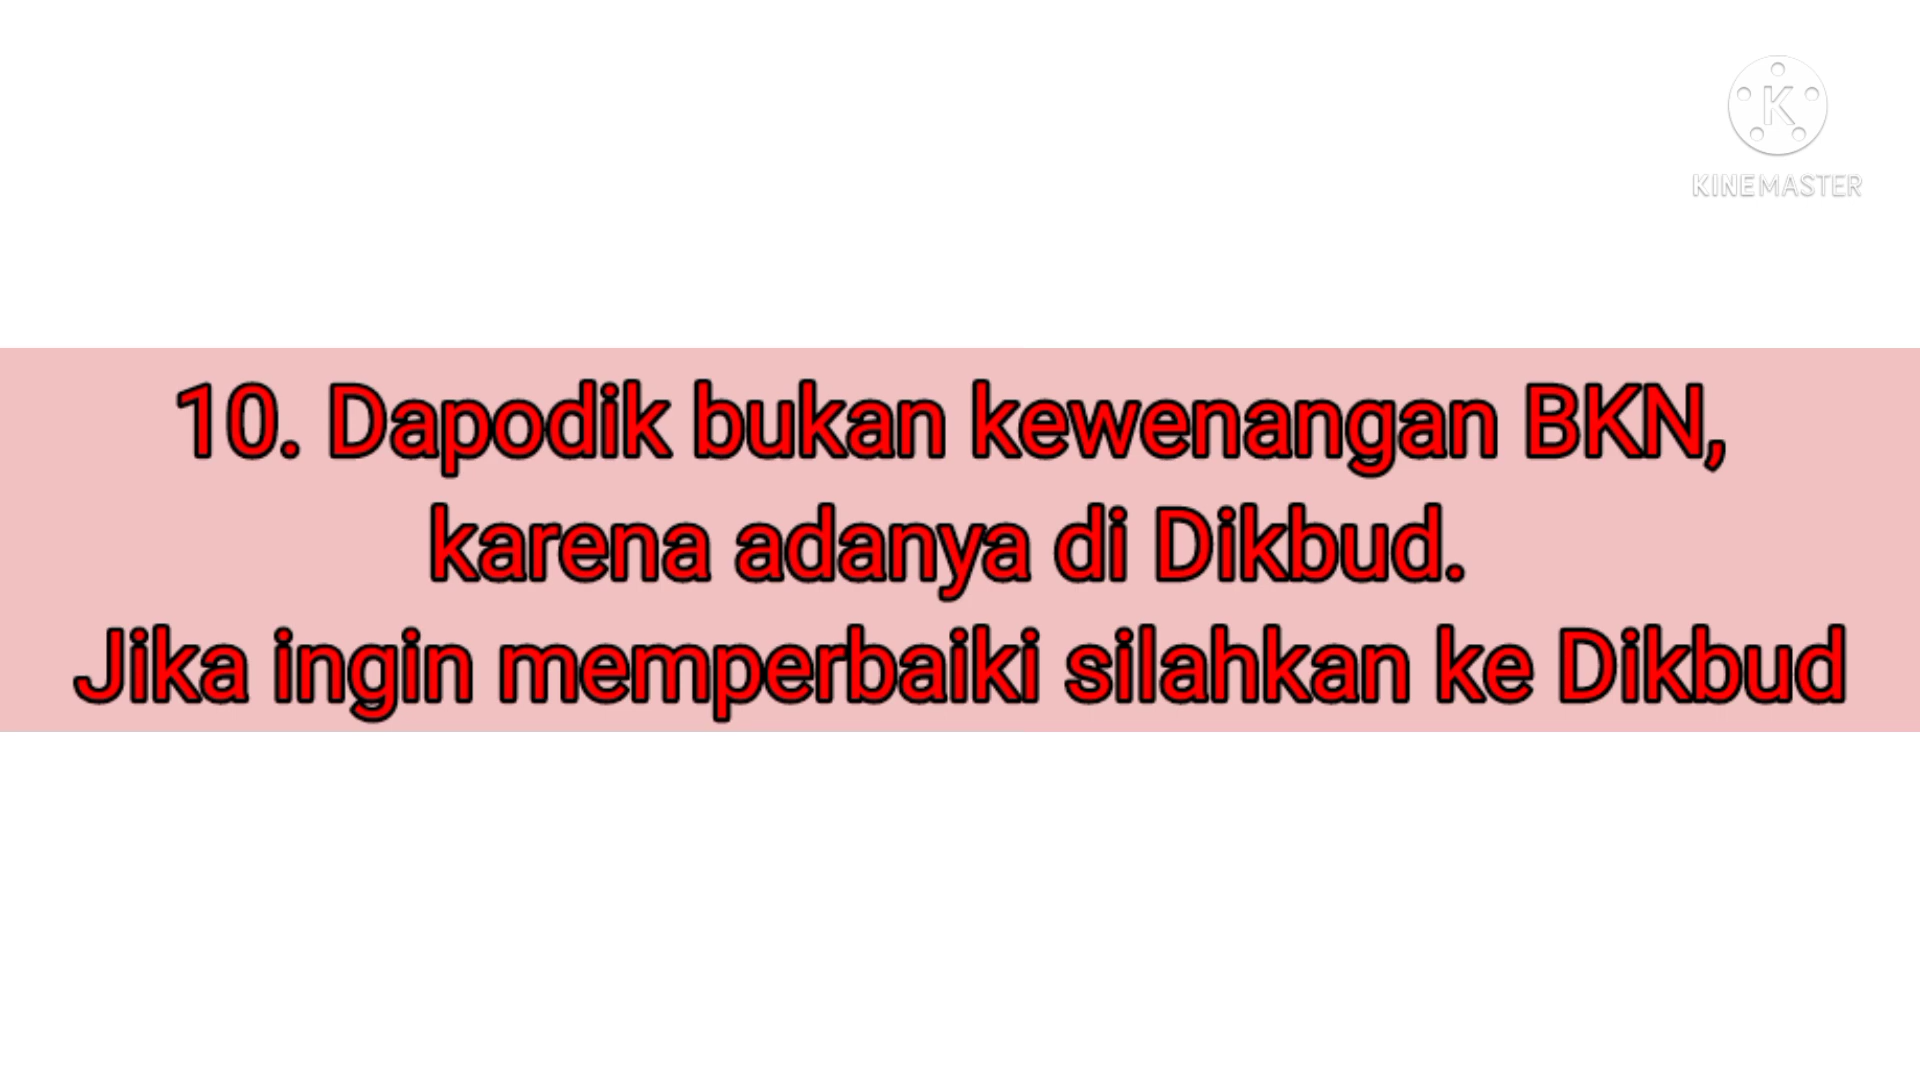 K
KINEMASTER
10. Dapodik bukan kewenangan BKN,
karena adanya di Dikbud.
Jika ingin memperbaiki silahkan ke Dikbud